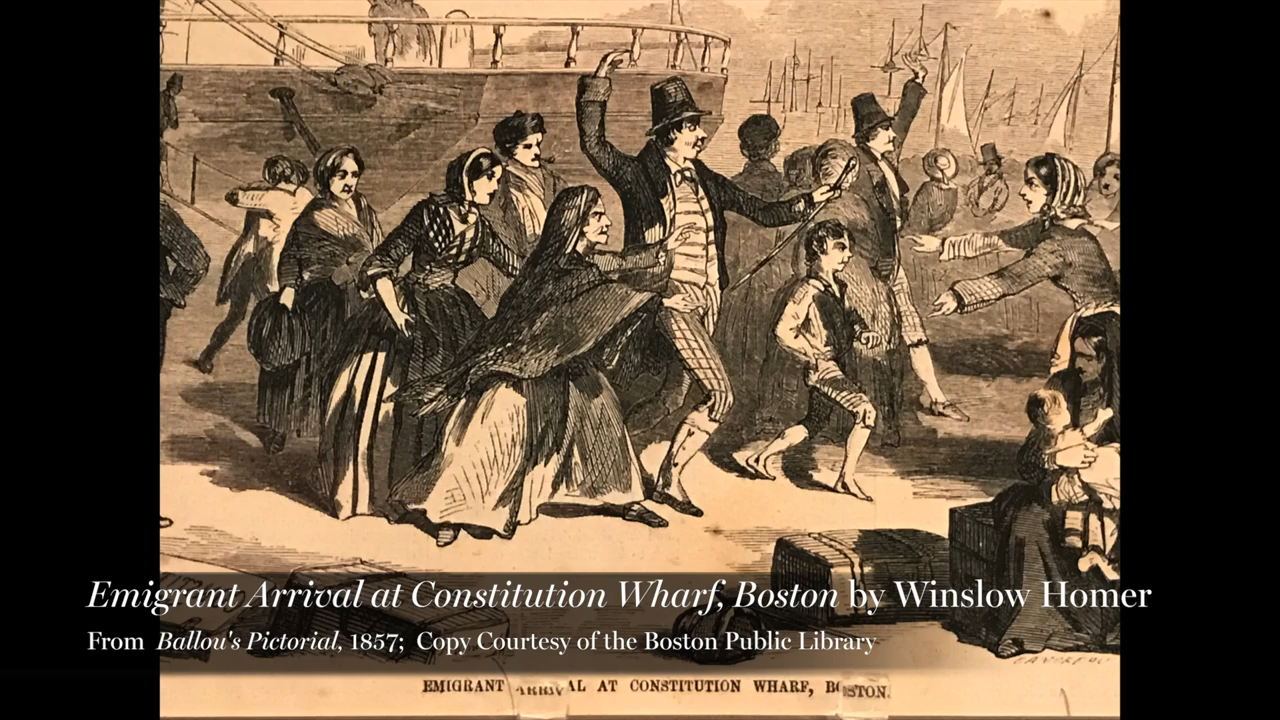 Emigrant Arrival at Constitution Wharf, Boston by Winslow Homer
From Ballou's Pictorial, 1857; Copy Courtesy of the Boston Public Library
EMIGRANT ARRIVAL AT CONSTITUTION WHARF, BOSTON.